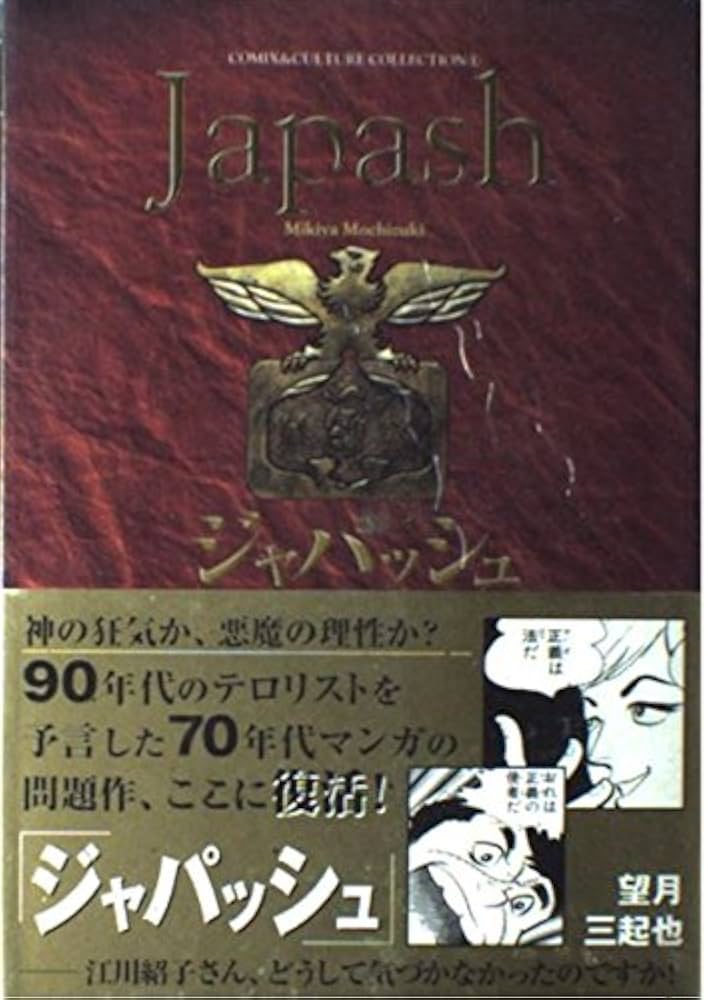 COMIX&CULTURE COLLECTION①
Japash
Mikiya Mochizuki
ジャパッシュ
神の狂気か、悪魔の理性か?
90年代のテロリストを
予言した70年代マンガの
問題作、ここに復活!
「ジャパッシュ」
正義は
法だ
おれは
正義の
使者だ
望月
三起也
——江川紹子さん、どうして気づかなかったのですか!